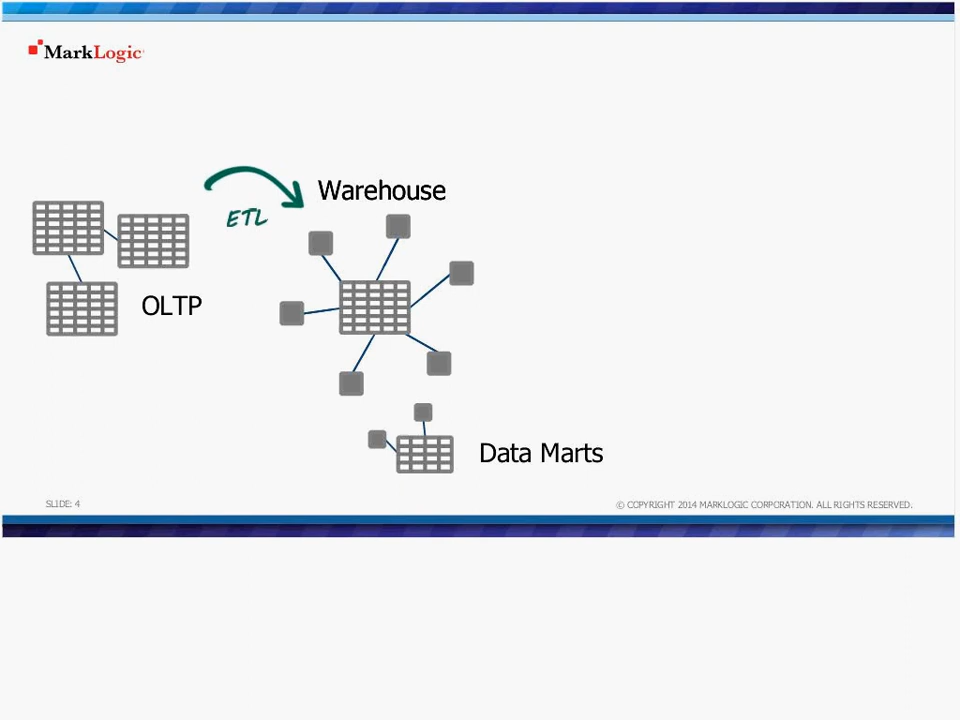 MarkLogic
Warehouse
ETL
OLTP
Data Marts
SLIDE: 4
© COPYRIGHT 2014 MARKLOGIC CORPORATION. ALL RIGHTS RESERVED.